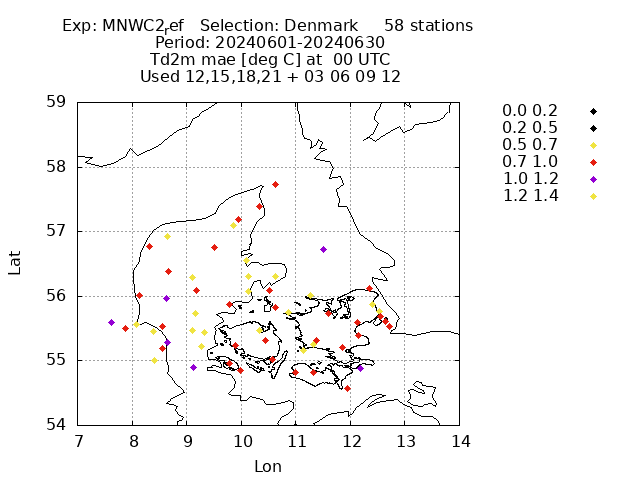 Exp: MNWC2ref   Selection: Denmark     58 stations
Period: 20240601-20240630
Td2m mae [deg C] at  00 UTC
Used 12,15,18,21 + 03 06 09 12
0.0 0.2
0.2 0.5
0.5 0.7
0.7 1.0
1.0 1.2
1.2 1.4
59
58
57
56
55
54
Lat
7 8 9 10 11 12 13 14
Lon